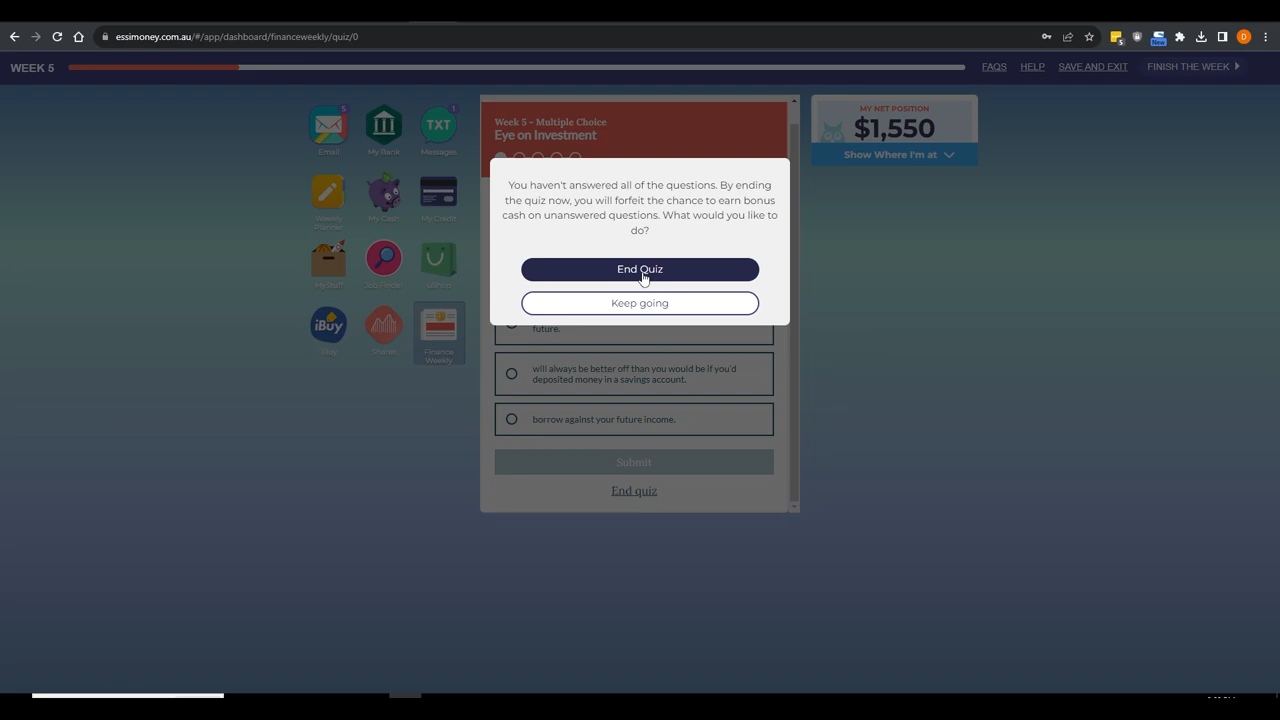 essimoney.com.au/#/app/dashboard/financeweekly/quiz/0
5
New
D
WEEK 5
FAQS
HELP
SAVE AND EXIT
FINISH THE WEEK
5
1
TXT
Email
My Bank
Messages
Weekly
Planner
My Cash
My Credit
MyStuff
Job Finder
uShop
iBuy
Shares
Finance
Weekly
Week 5 - Multiple Choice
Eye on Investment
MY NET POSITION
$1,550
Show Where I'm at
You haven't answered all of the questions. By ending
the quiz now, you will forfeit the chance to earn bonus
cash on unanswered questions. What would you like to
do?
End Quiz
Keep going
future.
will always be better off than you would be if you'd
deposited money in a savings account.
borrow against your future income.
Submit
End quiz